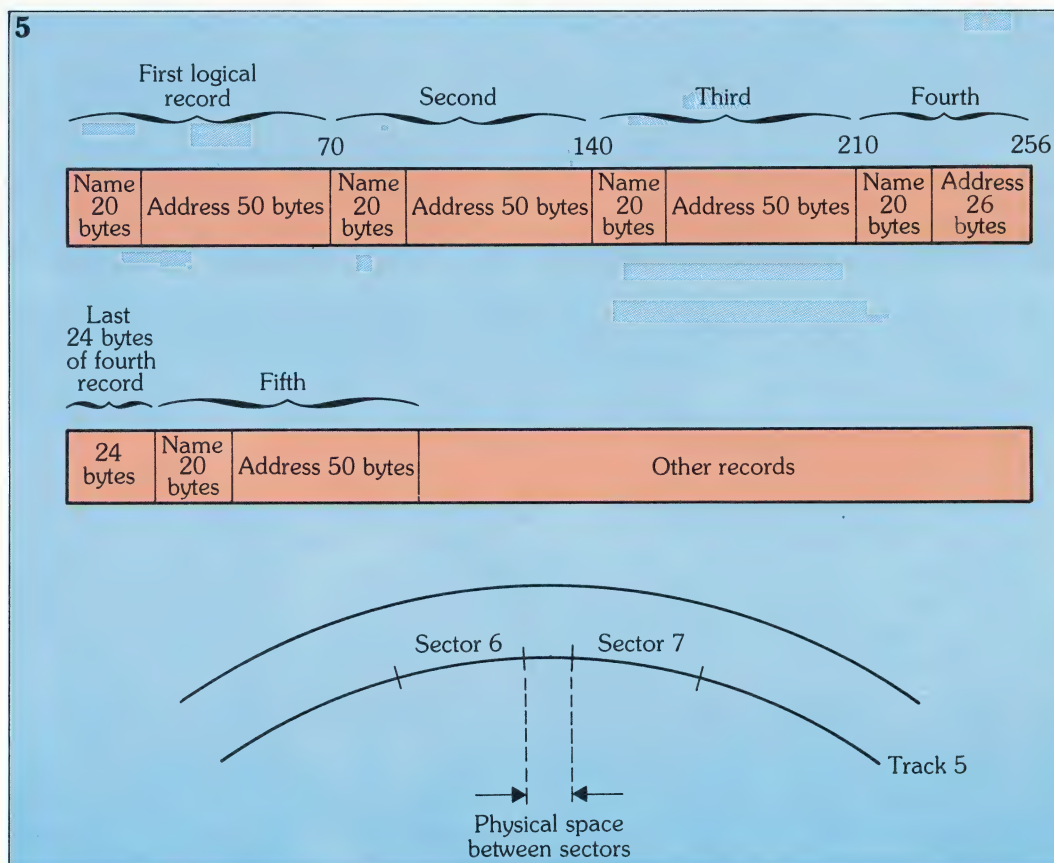 5
First logical
record
Second
Third
Fourth
70
140
210
256
Name
20
bytes
Address 50 bytes
Name
20
bytes
Address 50 bytes
Name
20
bytes
Address 50 bytes
Name
20
bytes
Address
26
bytes
Last
24 bytes
of fourth
record
Fifth
24
bytes
Name
20
bytes
Address 50 bytes
Other records
Sector 6
Sector 7
Track 5
Physical space
between sectors